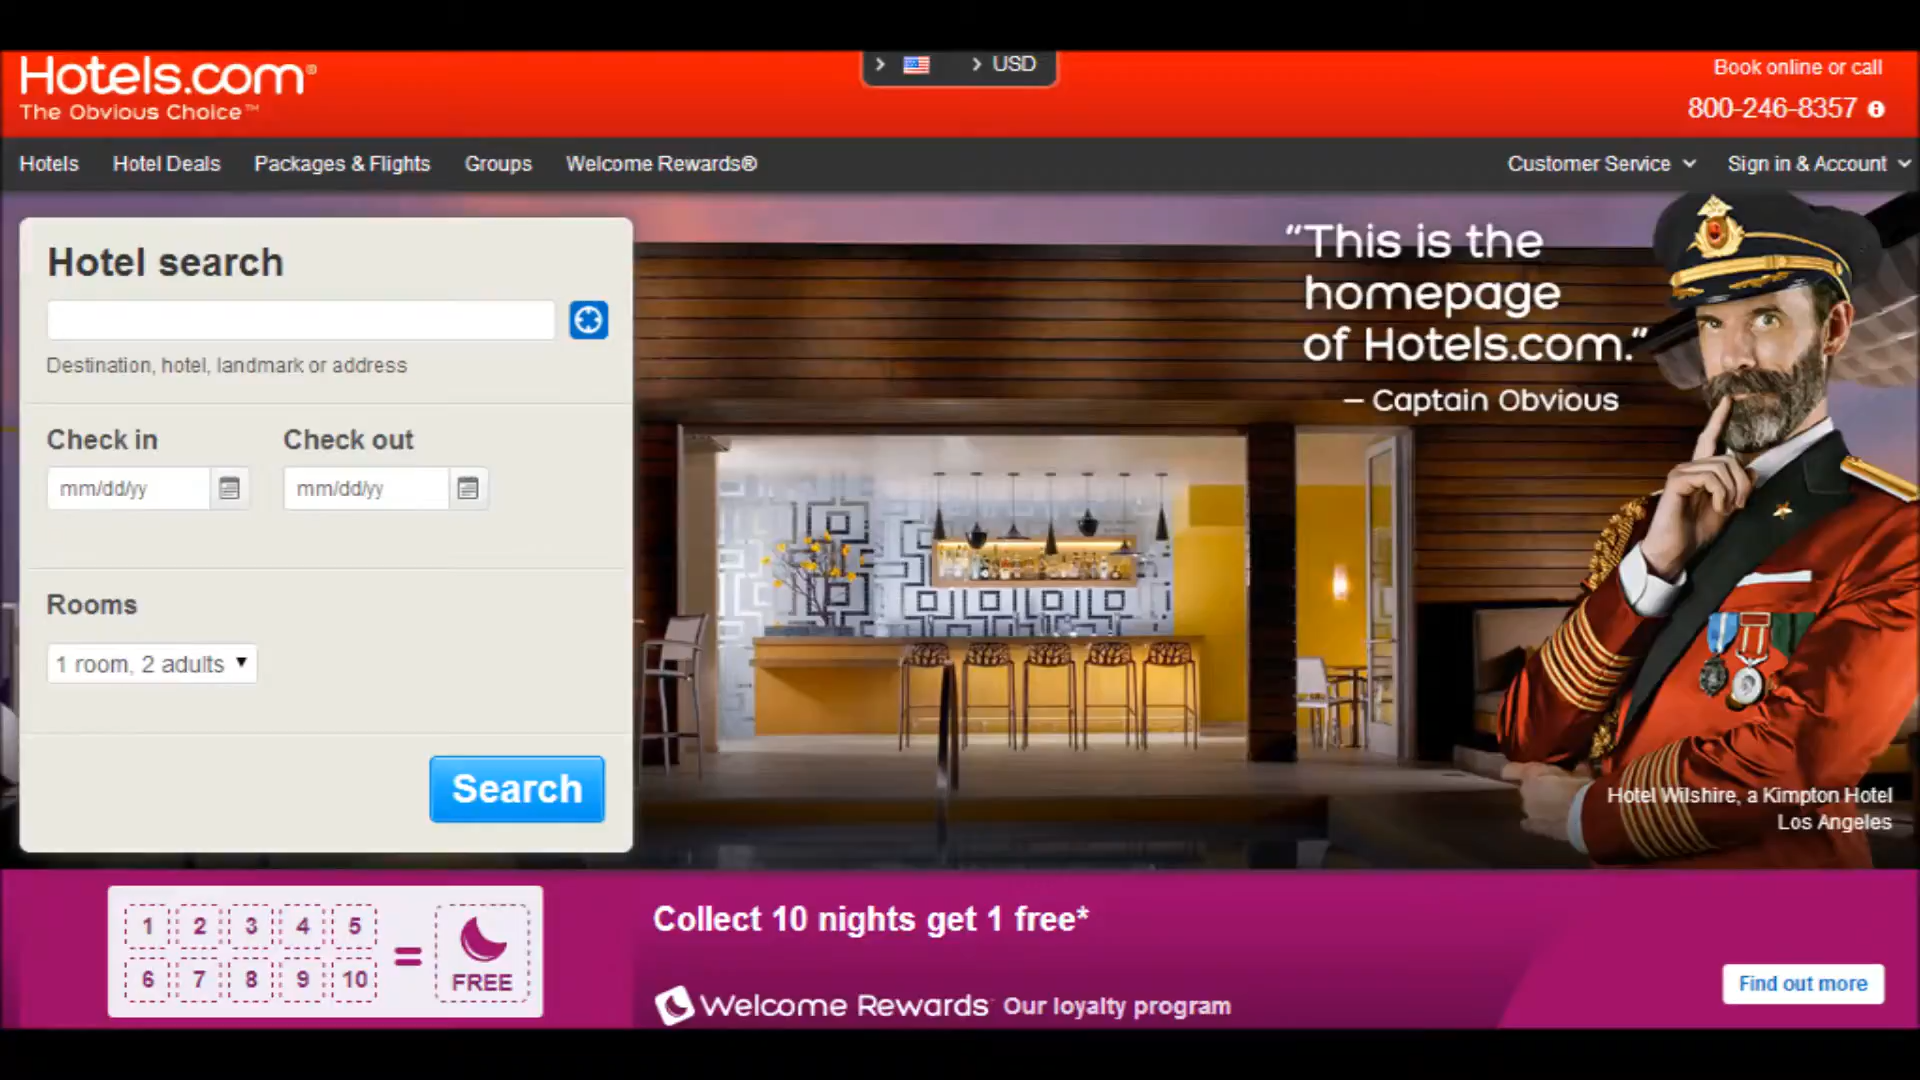 Hotels.com®
The Obvious Choice™
USD
Book online or call
800-246-8357
Hotels
Hotel Deals
Packages & Flights
Groups
Welcome Rewards®
Customer Service
Sign in & Account
Hotel search
Destination, hotel, landmark or address
Check in
Check out
mm/dd/yy
mm/dd/yy
Rooms
1 room, 2 adults
Search
“This is the
homepage
of Hotels.com.”
— Captain Obvious
Hotel Wilshire, a Kimpton Hotel
Los Angeles
1 2 3 4 5
6 7 8 9 10
=
FREE
Collect 10 nights get 1 free*
Welcome Rewards™ Our loyalty program
Find out more